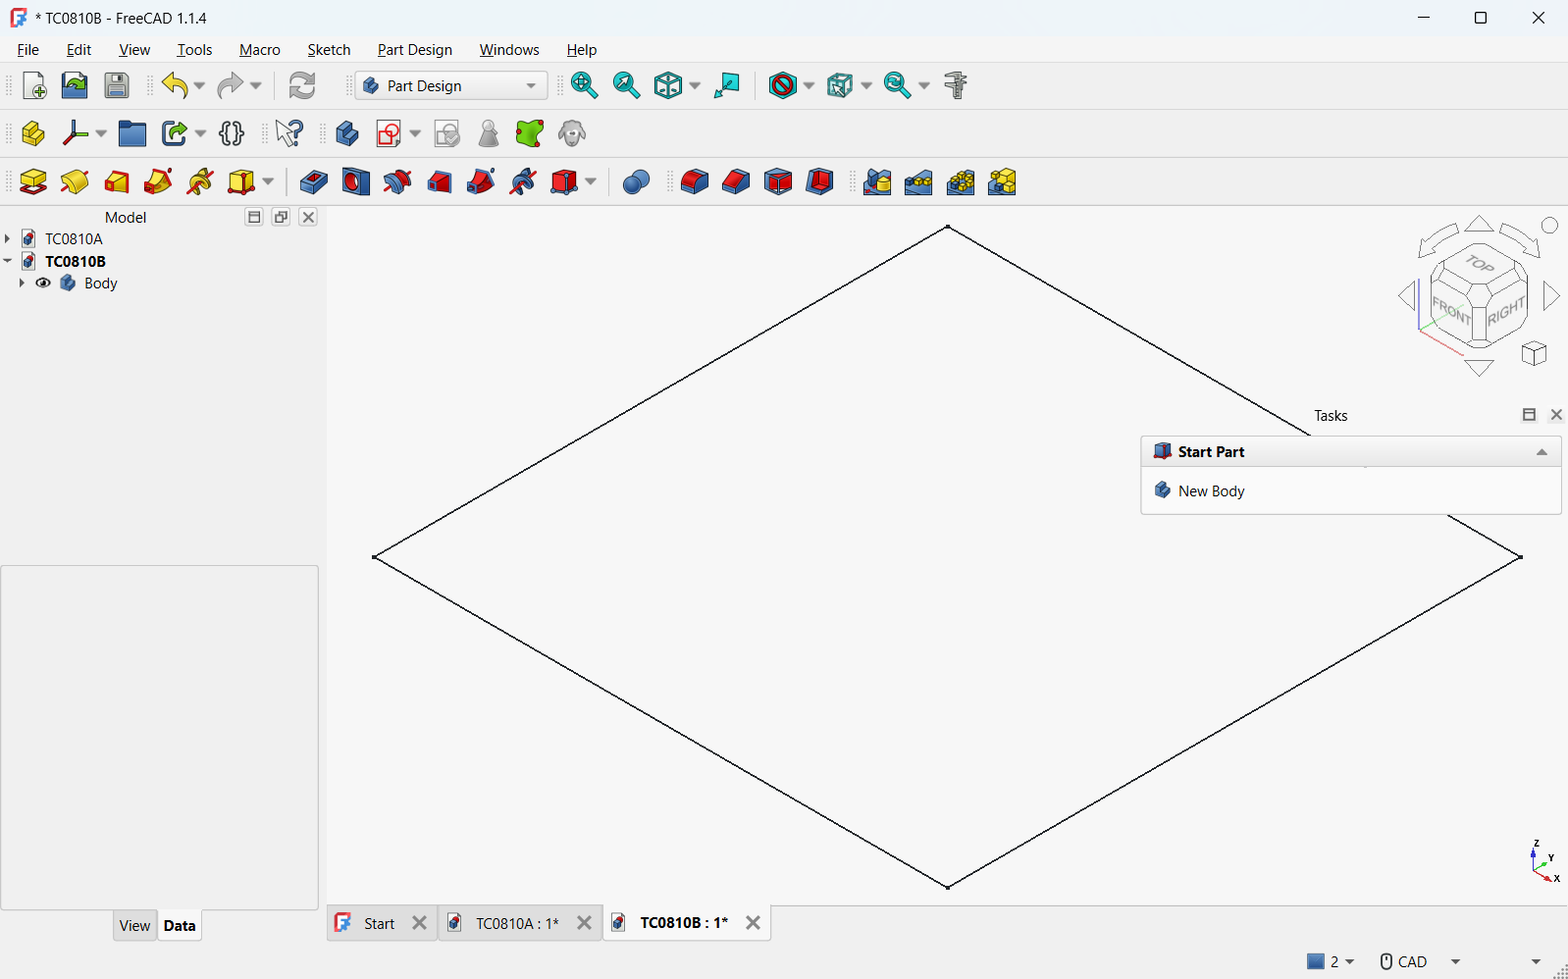 * TC0810B - FreeCAD 1.1.4
File Edit View Tools Macro Sketch Part Design Windows Help
Part Design
Model
TC0810A
TC0810B
Body
TOP
FRONT
RIGHT
Tasks
Start Part
New Body
Z
Y
X
View Data
Start TC0810A : 1* TC0810B : 1*
2 CAD